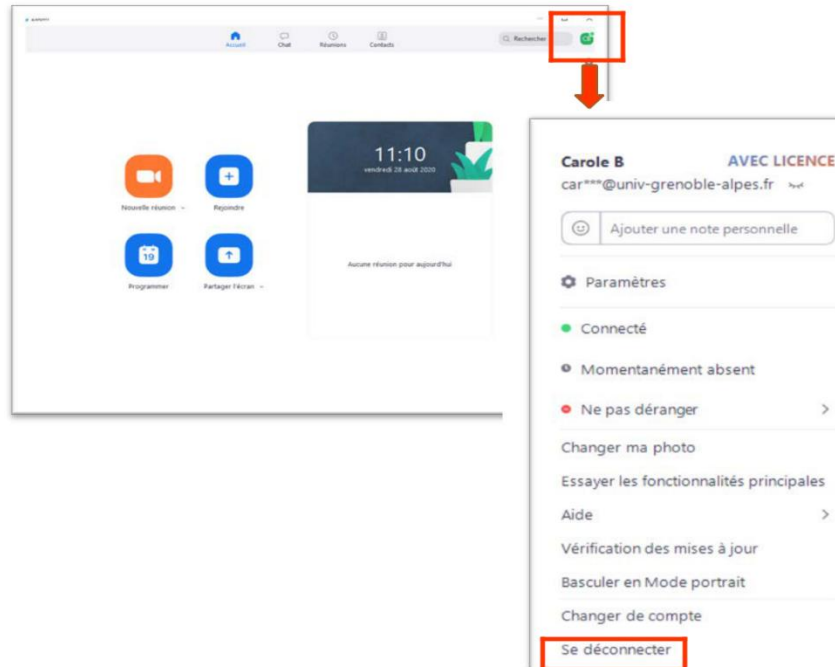 Accueil
Chat
Réunions
Contacts
Rechercher
11:10
vendredi 28 août 2020
Nouvelle réunion
Rejoindre
19
Programmer
Partager l'écran
Aucune réunion pour aujourd'hui
Carole B
AVEC LICENCE
car***@univ-grenoble-alpes.fr
Ajouter une note personnelle
Paramètres
Connecté
Momentanément absent
Ne pas déranger
Changer ma photo
Essayer les fonctionnalités principales
Aide
Vérification des mises à jour
Basculer en Mode portrait
Changer de compte
Se déconnecter